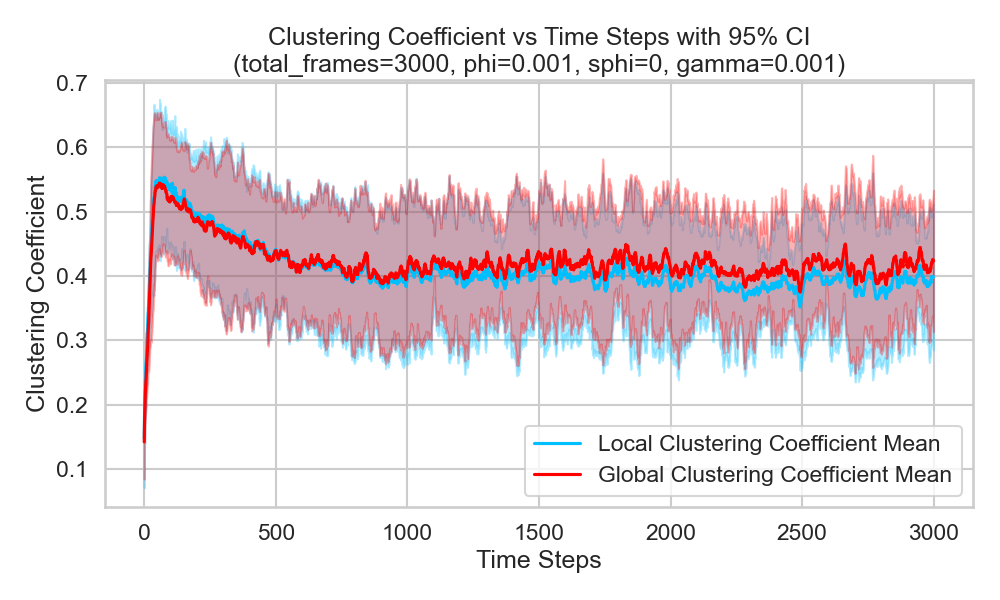 Clustering Coefficient vs Time Steps with 95% CI
(total_frames=3000, phi=0.001, sphi=0, gamma=0.001)
Clustering Coefficient
0.7
0.6
0.5
0.4
0.3
0.2
0.1
Local Clustering Coefficient Mean
Global Clustering Coefficient Mean
0 500 1000 1500 2000 2500 3000
Time Steps